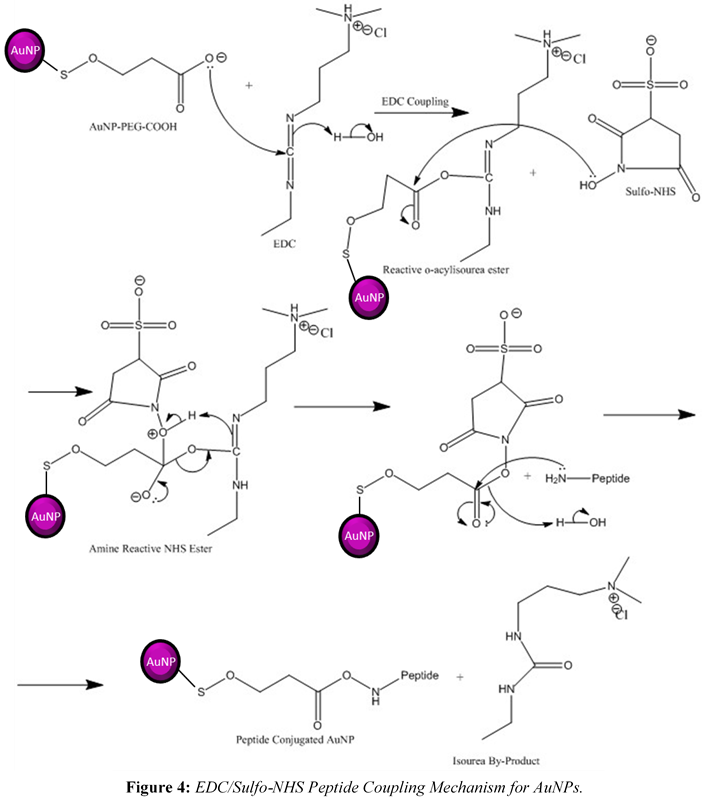 AuNP
S
O
O
⊖
O
AuNP-PEG-COOH
+
H
N
⊕
⊖Cl
N
C
N
H
OH
EDC
EDC Coupling
H
N
⊕
⊖Cl
N
O
C
NH
O
O
S
AuNP
Reactive o-acylisourea ester
+
⊖
O
O
S
O
O
N
HO
O
Sulfo-NHS
⊖
O
O
S
O
O
O
N
O
H
⊕
O
C
N
NH
H
N
⊕
⊖Cl
O
⊖
O
S
AuNP
Amine Reactive NHS Ester
O
⊖
O
S
O
O
O
N
O
O
S
AuNP
O
+
H2N
Peptide
H
OH
AuNP
S
O
O
O
N
H
Peptide
Peptide Conjugated AuNP
+
N
⊕
⊖
Cl
HN
O
HN
Isourea By-Product
Figure 4: EDC/Sulfo-NHS Peptide Coupling Mechanism for AuNPs.